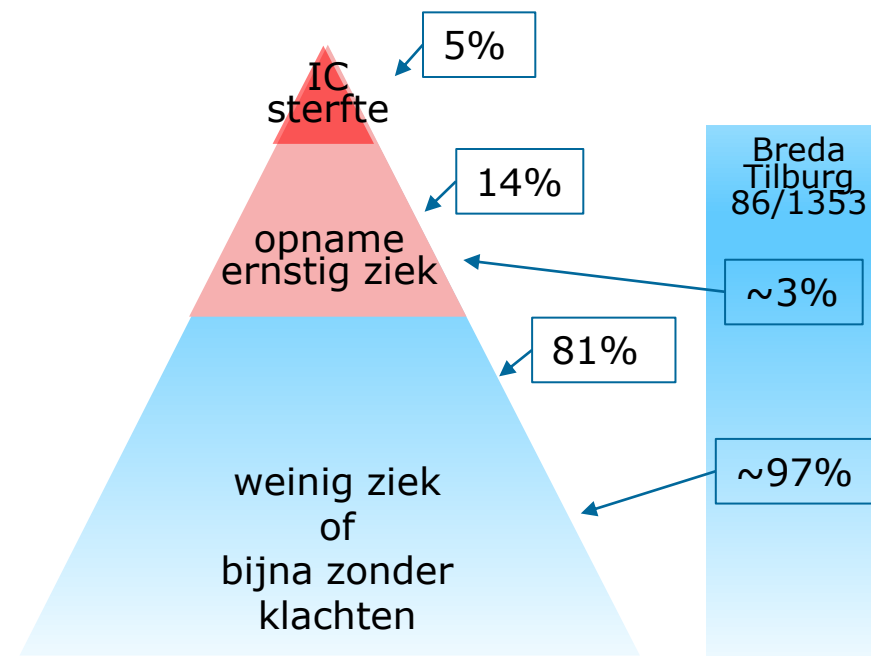 5%
IC
sterfte
14%
opname
ernstig ziek
81%
weinig ziek
of
bijna zonder
klachten
Breda
Tilburg
86/1353
~3%
~97%